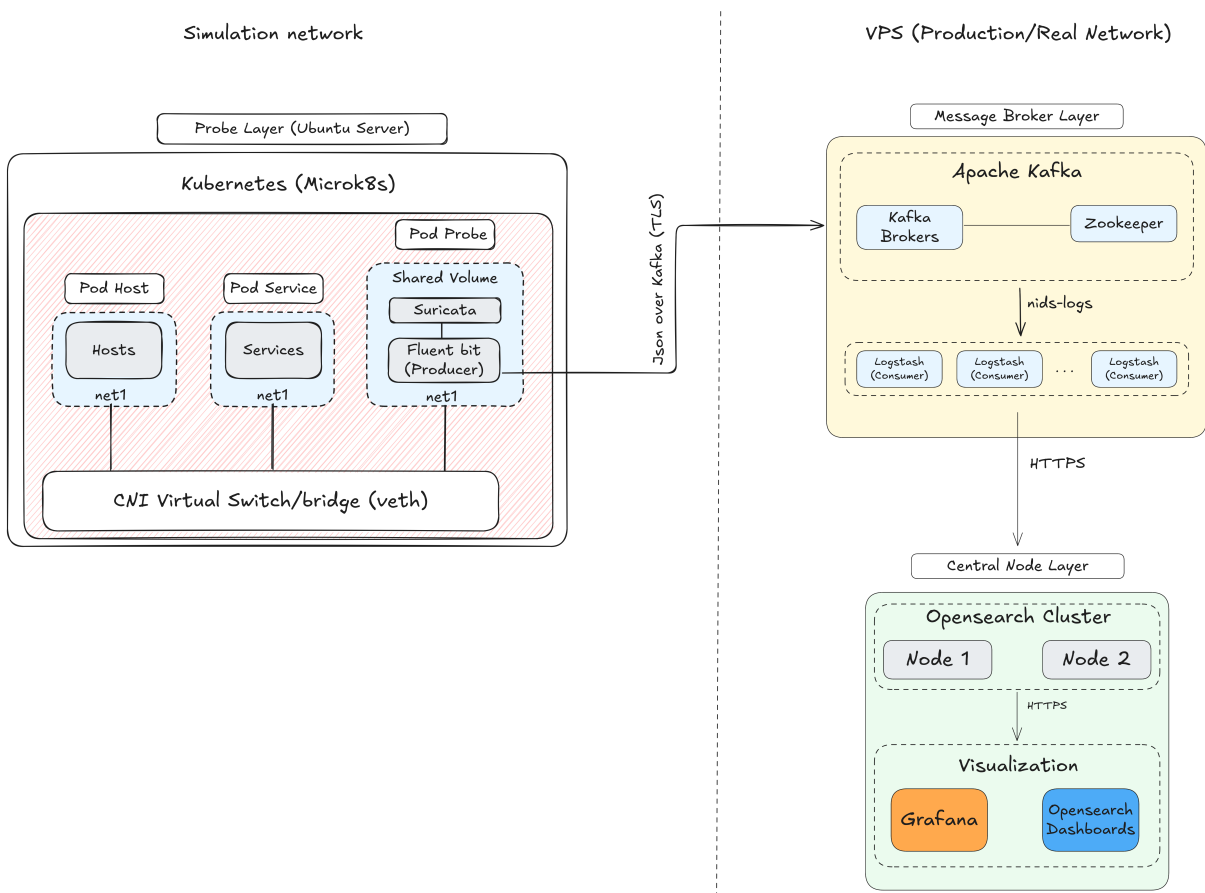 Simulation network
VPS (Production/Real Network)
Probe Layer (Ubuntu Server)
Kubernetes (Microk8s)
Pod Probe
Shared Volume
Pod Host
Pod Service
Suricata
Hosts
Services
Fluent bit
(Producer)
net1
net1
net1
CNI Virtual Switch/bridge (veth)
Json over Kafka (TLS)
Message Broker Layer
Apache Kafka
Kafka
Brokers
Zookeeper
nids-logs
Logstash
(Consumer)
Logstash
(Consumer)
...
Logstash
(Consumer)
HTTPS
Central Node Layer
Opensearch Cluster
Node 1
Node 2
HTTPS
Visualization
Grafana
Opensearch
Dashboards